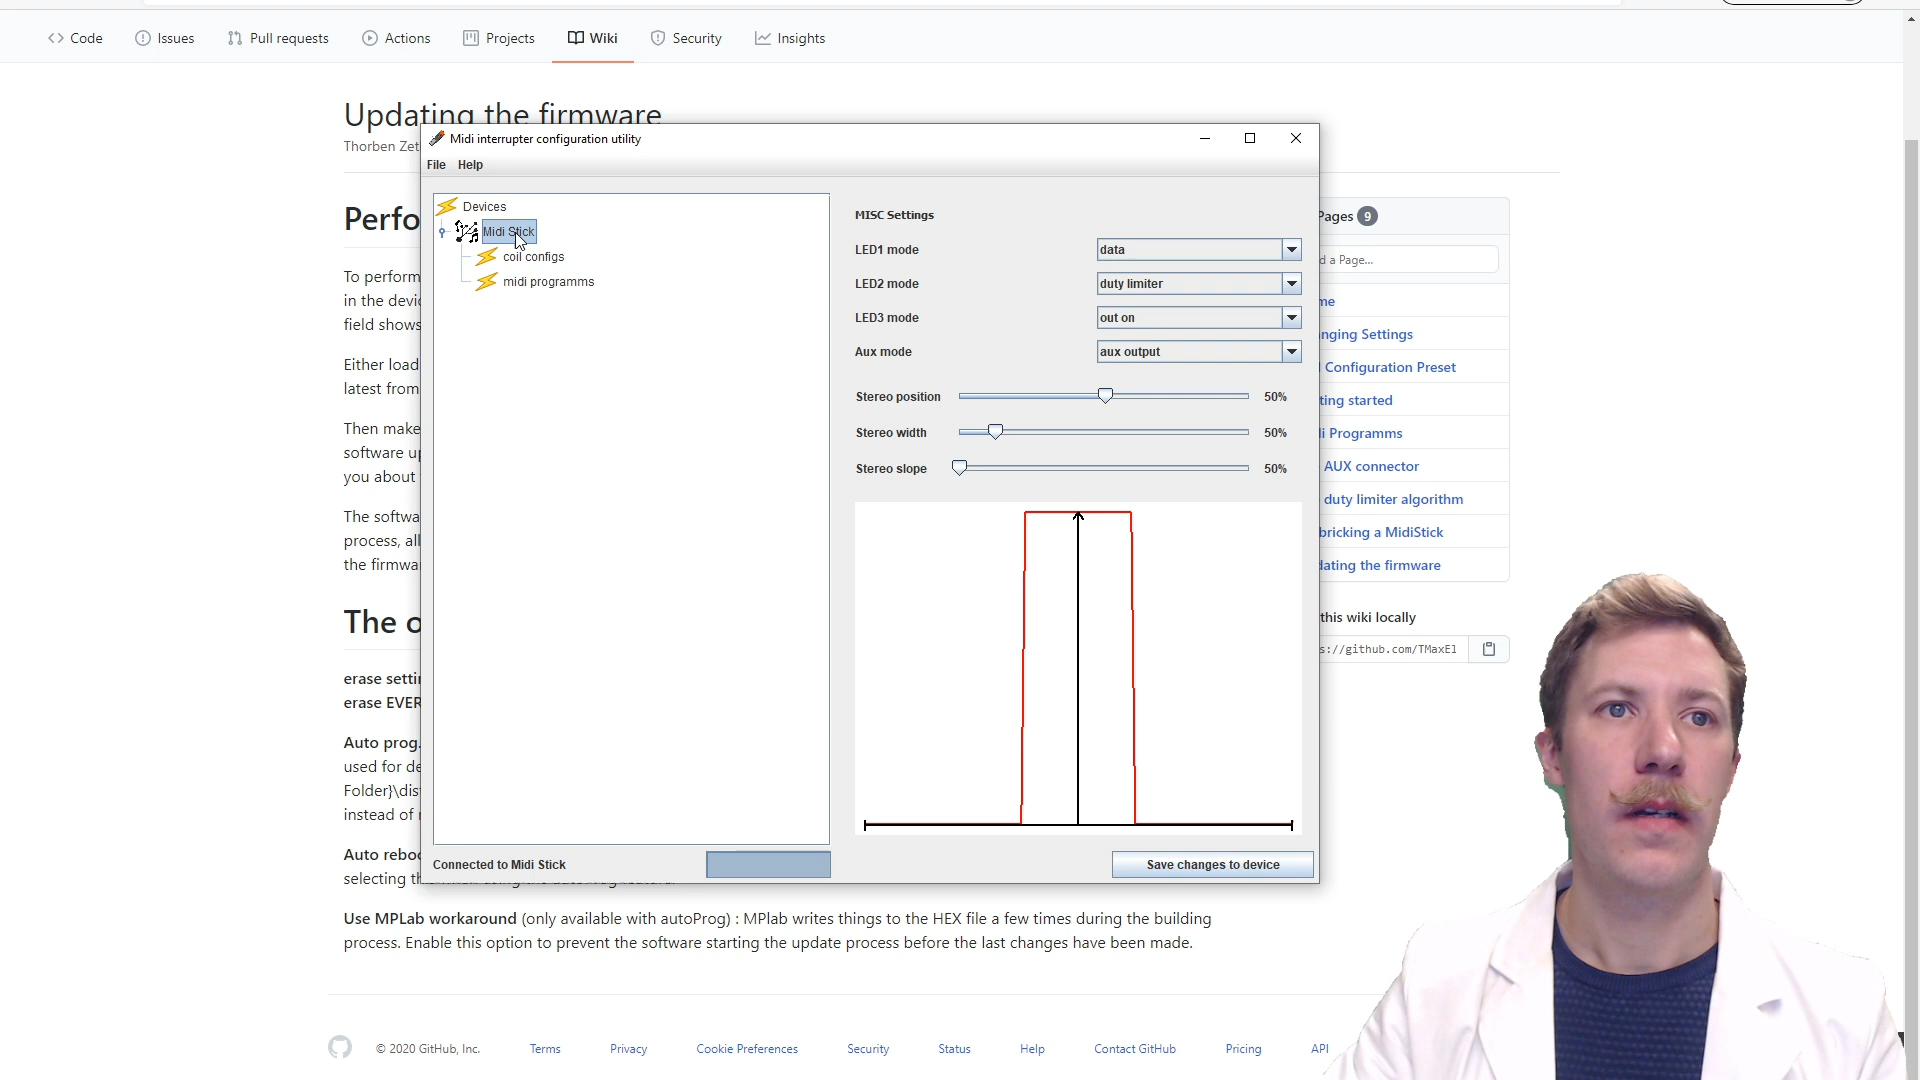 Code
Issues
Pull requests
Actions
Projects
Wiki
Security
Insights
Updating the firmware
Thorben Zet
Midi interrupter configuration utility
File Help
Devices
Midi Stick
coil configs
midi programms
MISC Settings
LED1 mode data
LED2 mode duty limiter
LED3 mode out on
Aux mode aux output
Stereo position 50%
Stereo width 50%
Stereo slope 50%
Connected to Midi Stick
Save changes to device
Perfo
To perform
in the devi
field shows
Either load
latest from
Then make
software up
you about
The softwa
process, all
the firmwa
The o
erase settin
erase EVER
Auto prog.
used for de
Folder}\dis
instead of
Auto reboo
selecting th
Use MPLab workaround (only available with autoProg) : MPlab writes things to the HEX file a few times during the building
process. Enable this option to prevent the software starting the update process before the last changes have been made.
Pages 9
d a Page...
me
nging Settings
l Configuration Preset
ting started
li Programms
AUX connector
duty limiter algorithm
bricking a MidiStick
dating the firmware
this wiki locally
s://github.com/TMaxEl
© 2020 GitHub, Inc.
Terms
Privacy
Cookie Preferences
Security
Status
Help
Contact GitHub
Pricing
API